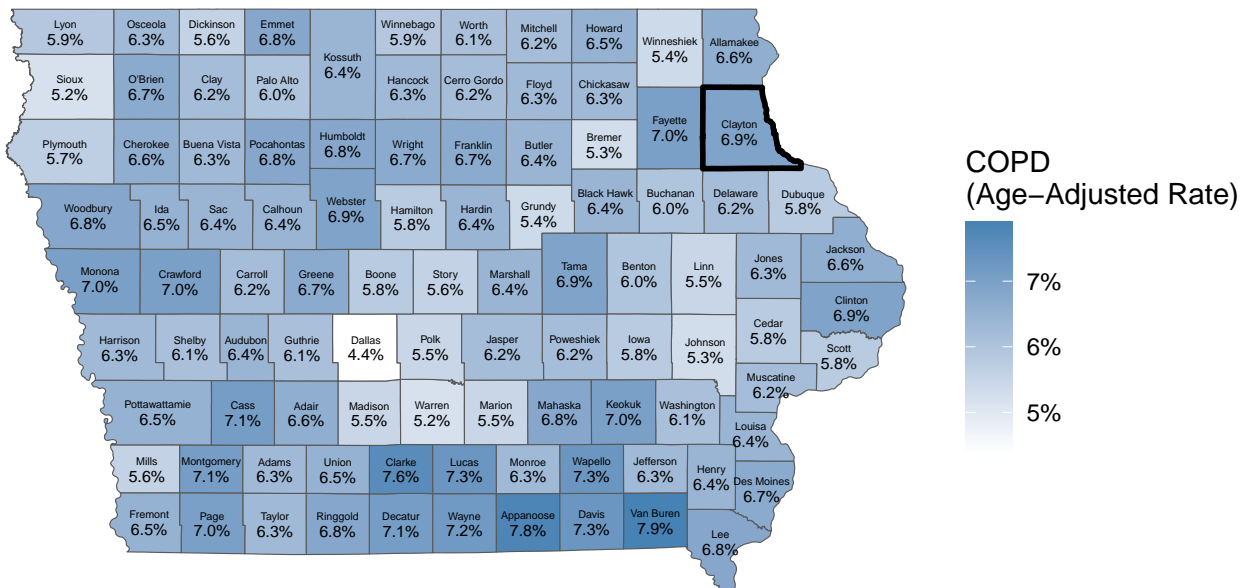 Lyon
5.9%
Osceola
6.3%
Dickinson
5.6%
Emmet
6.8%
Kossuth
6.4%
Winnebago
5.9%
Worth
6.1%
Mitchell
6.2%
Howard
6.5%
Winneshiek
5.4%
Allamakee
6.6%
Sioux
5.2%
O'Brien
6.7%
Clay
6.2%
Palo Alto
6.0%
Hancock
6.3%
Cerro Gordo
6.2%
Floyd
6.3%
Chickasaw
6.3%
Fayette
7.0%
Clayton
6.9%
Plymouth
5.7%
Cherokee
6.6%
Buena Vista
6.3%
Pocahontas
6.8%
Humboldt
6.8%
Wright
6.7%
Franklin
6.7%
Butler
6.4%
Bremer
5.3%
Woodbury
6.8%
Ida
6.5%
Sac
6.4%
Calhoun
6.4%
Webster
6.9%
Hamilton
5.8%
Hardin
6.4%
Grundy
5.4%
Black Hawk
6.4%
Buchanan
6.0%
Delaware
6.2%
Dubuque
5.8%
Monona
7.0%
Crawford
7.0%
Carroll
6.2%
Greene
6.7%
Boone
5.8%
Story
5.6%
Marshall
6.4%
Tama
6.9%
Benton
6.0%
Linn
5.5%
Jones
6.3%
Jackson
6.6%
Clinton
6.9%
Harrison
6.3%
Shelby
6.1%
Audubon
6.4%
Guthrie
6.1%
Dallas
4.4%
Polk
5.5%
Jasper
6.2%
Poweshiek
6.2%
Iowa
5.8%
Johnson
5.3%
Cedar
5.8%
Scott
5.8%
Muscatine
6.2%
Pottawattamie
6.5%
Cass
7.1%
Adair
6.6%
Madison
5.5%
Warren
5.2%
Marion
5.5%
Mahaska
6.8%
Keokuk
7.0%
Washington
6.1%
Louisa
6.4%
Mills
5.6%
Montgomery
7.1%
Adams
6.3%
Union
6.5%
Clarke
7.6%
Lucas
7.3%
Monroe
6.3%
Wapello
7.3%
Jefferson
6.3%
Henry
6.4%
Des Moines
6.7%
Fremont
6.5%
Page
7.0%
Taylor
6.3%
Ringgold
6.8%
Decatur
7.1%
Wayne
7.2%
Appanoose
7.8%
Davis
7.3%
Van Buren
7.9%
Lee
6.8%
COPD
(Age−Adjusted Rate)
7%
6%
5%